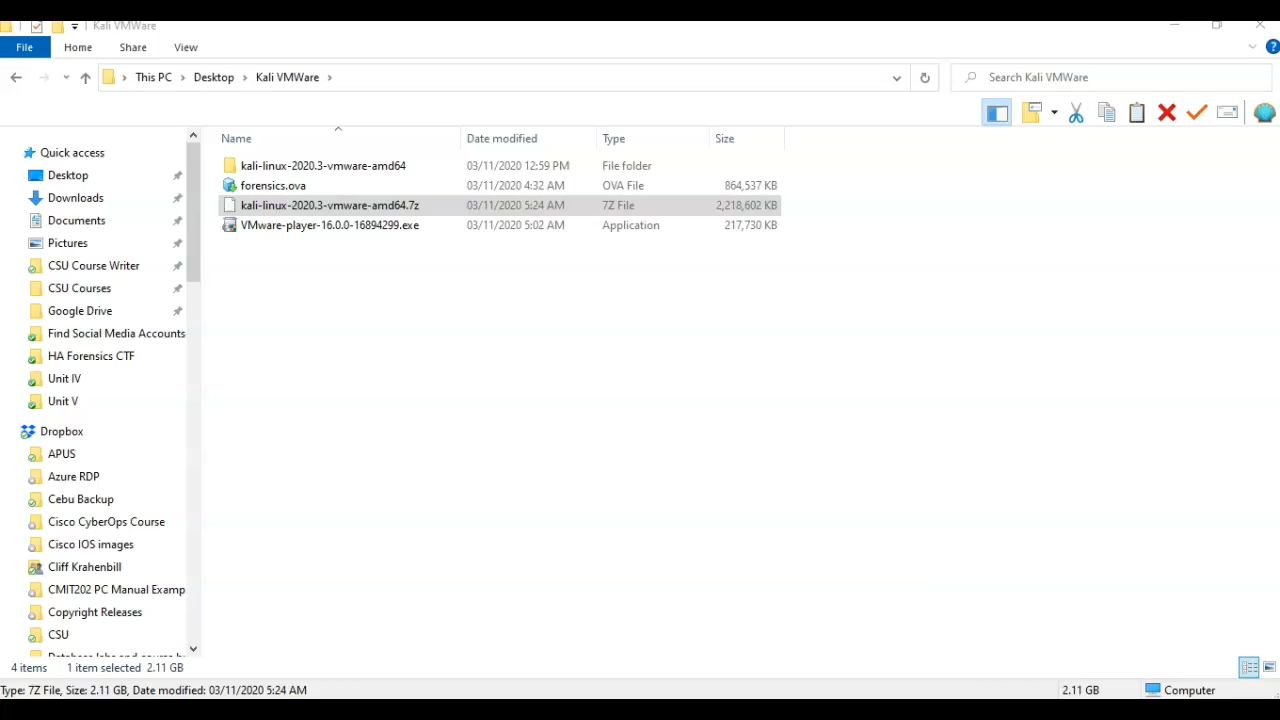 Kali VMWare
File Home Share View
This PC Desktop Kali VMWare
Search Kali VMWare
Name Date modified Type Size
kali-linux-2020.3-vmware-amd64 03/11/2020 12:59 PM File folder
forensics.ova 03/11/2020 4:32 AM OVA File 864,537 KB
kali-linux-2020.3-vmware-amd64.7z 03/11/2020 5:24 AM 7Z File 2,218,602 KB
VMware-player-16.0.0-16894299.exe 03/11/2020 5:02 AM Application 217,730 KB
Quick access
Desktop
Downloads
Documents
Pictures
CSU Course Writer
CSU Courses
Google Drive
Find Social Media Accounts
HA Forensics CTF
Unit IV
Unit V
Dropbox
APUS
Azure RDP
Cebu Backup
Cisco CyberOps Course
Cisco IOS images
Cliff Krahenbill
CMIT202 PC Manual Examp
Copyright Releases
CSU
4 items 1 item selected 2.11 GB
Type: 7Z File, Size: 2.11 GB, Date modified: 03/11/2020 5:24 AM 2.11 GB Computer